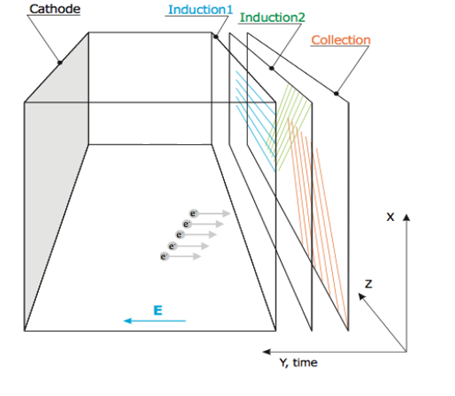 Cathode
Induction1
Induction2
Collection
e
e
e
e
e
E
X
Z
Y, time